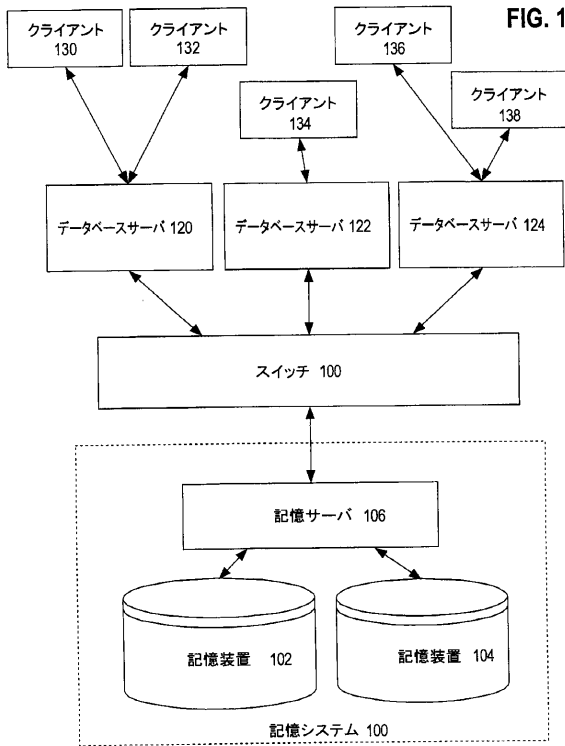 FIG. 1
クライアント
130
クライアント
132
クライアント
136
クライアント
134
クライアント
138
データベースサーバ 120
データベースサーバ 122
データベースサーバ 124
スイッチ 100
記憶サーバ 106
記憶装置 102
記憶装置 104
記憶システム 100